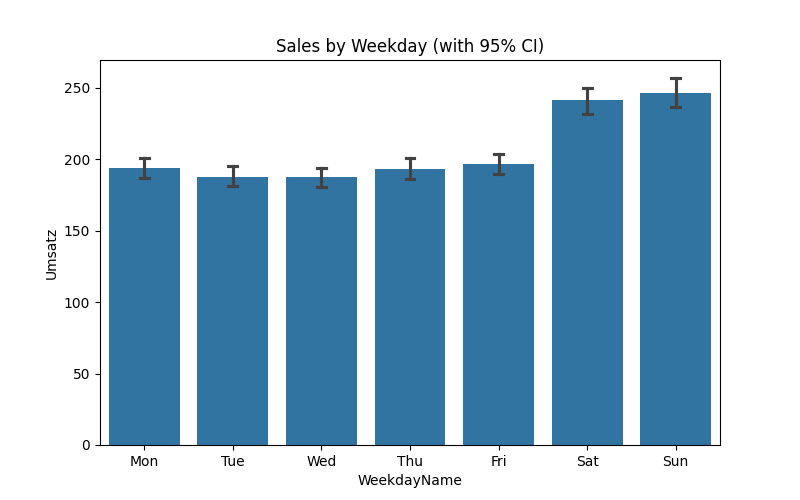 Sales by Weekday (with 95% CI)
250
200
150
100
50
0
Umsatz
Mon Tue Wed Thu Fri Sat Sun
WeekdayName